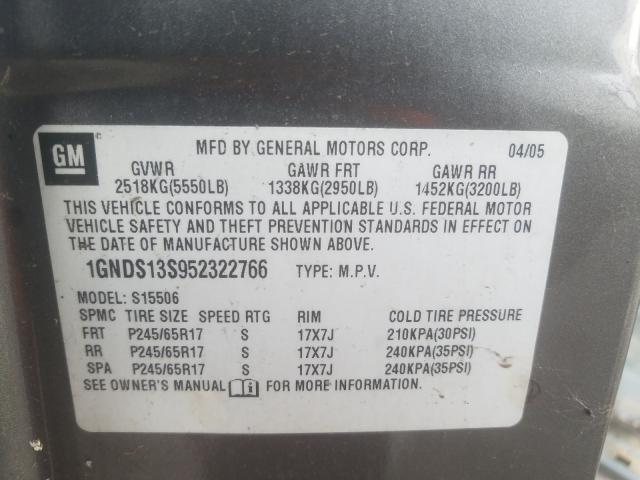 GM
MFD BY GENERAL MOTORS CORP. 04/05
GVWR GAWR FRT GAWR RR
2518KG(5550LB) 1338KG(2950LB) 1452KG(3200LB)
THIS VEHICLE CONFORMS TO ALL APPLICABLE U.S. FEDERAL MOTOR
VEHICLE SAFETY AND THEFT PREVENTION STANDARDS IN EFFECT ON
THE DATE OF MANUFACTURE SHOWN ABOVE.
1GNDS13S952322766 TYPE: M.P.V.
MODEL: S15506
SPMC TIRE SIZE SPEED RTG RIM COLD TIRE PRESSURE
FRT P245/65R17 S 17X7J 210KPA(30PSI)
RR P245/65R17 S 17X7J 240KPA(35PSI)
SPA P245/65R17 S 17X7J 240KPA(35PSI)
SEE OWNER'S MANUAL FOR MORE INFORMATION.